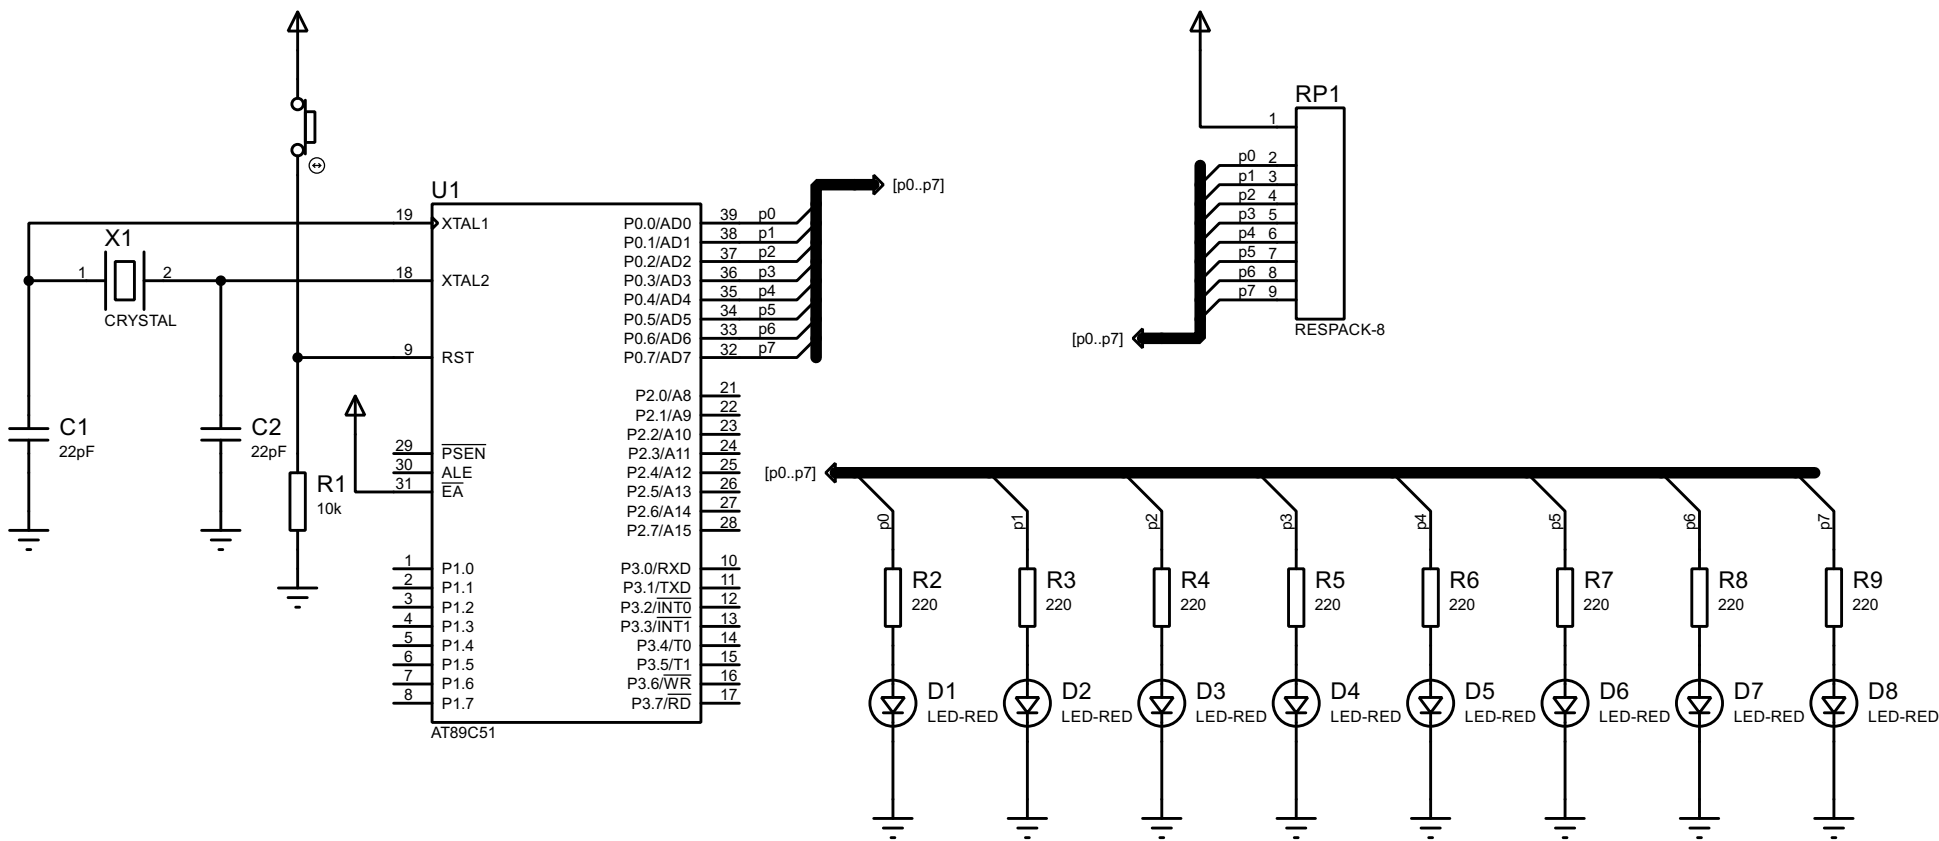 RP1
1
p0 2
p1 3
p2 4
p3 5
p4 6
p5 7
p6 8
p7 9
[p0..p7]
RESPACK-8
U1
[p0..p7]
19 XTAL1
P0.0/AD0 39 p0
P0.1/AD1 38 p1
P0.2/AD2 37 p2
P0.3/AD3 36 p3
P0.4/AD4 35 p4
P0.5/AD5 34 p5
P0.6/AD6 33 p6
P0.7/AD7 32 p7
X1
1 2
CRYSTAL
18 XTAL2
9 RST
C1
22pF
C2
22pF
R1
10k
29 PSEN
30 ALE
31 EA
P2.0/A8 21
P2.1/A9 22
P2.2/A10 23
P2.3/A11 24
P2.4/A12 25
P2.5/A13 26
P2.6/A14 27
P2.7/A15 28
1 P1.0
2 P1.1
3 P1.2
4 P1.3
5 P1.4
6 P1.5
7 P1.6
8 P1.7
P3.0/RXD 10
P3.1/TXD 11
P3.2/INT0 12
P3.3/INT1 13
P3.4/T0 14
P3.5/T1 15
P3.6/WR 16
P3.7/RD 17
AT89C51
[p0..p7]
p0 p1 p2 p3 p4 p5 p6 p7
R2 R3 R4 R5 R6 R7 R8 R9
220 220 220 220 220 220 220 220
D1 D2 D3 D4 D5 D6 D7 D8
LED-RED LED-RED LED-RED LED-RED LED-RED LED-RED LED-RED LED-RED